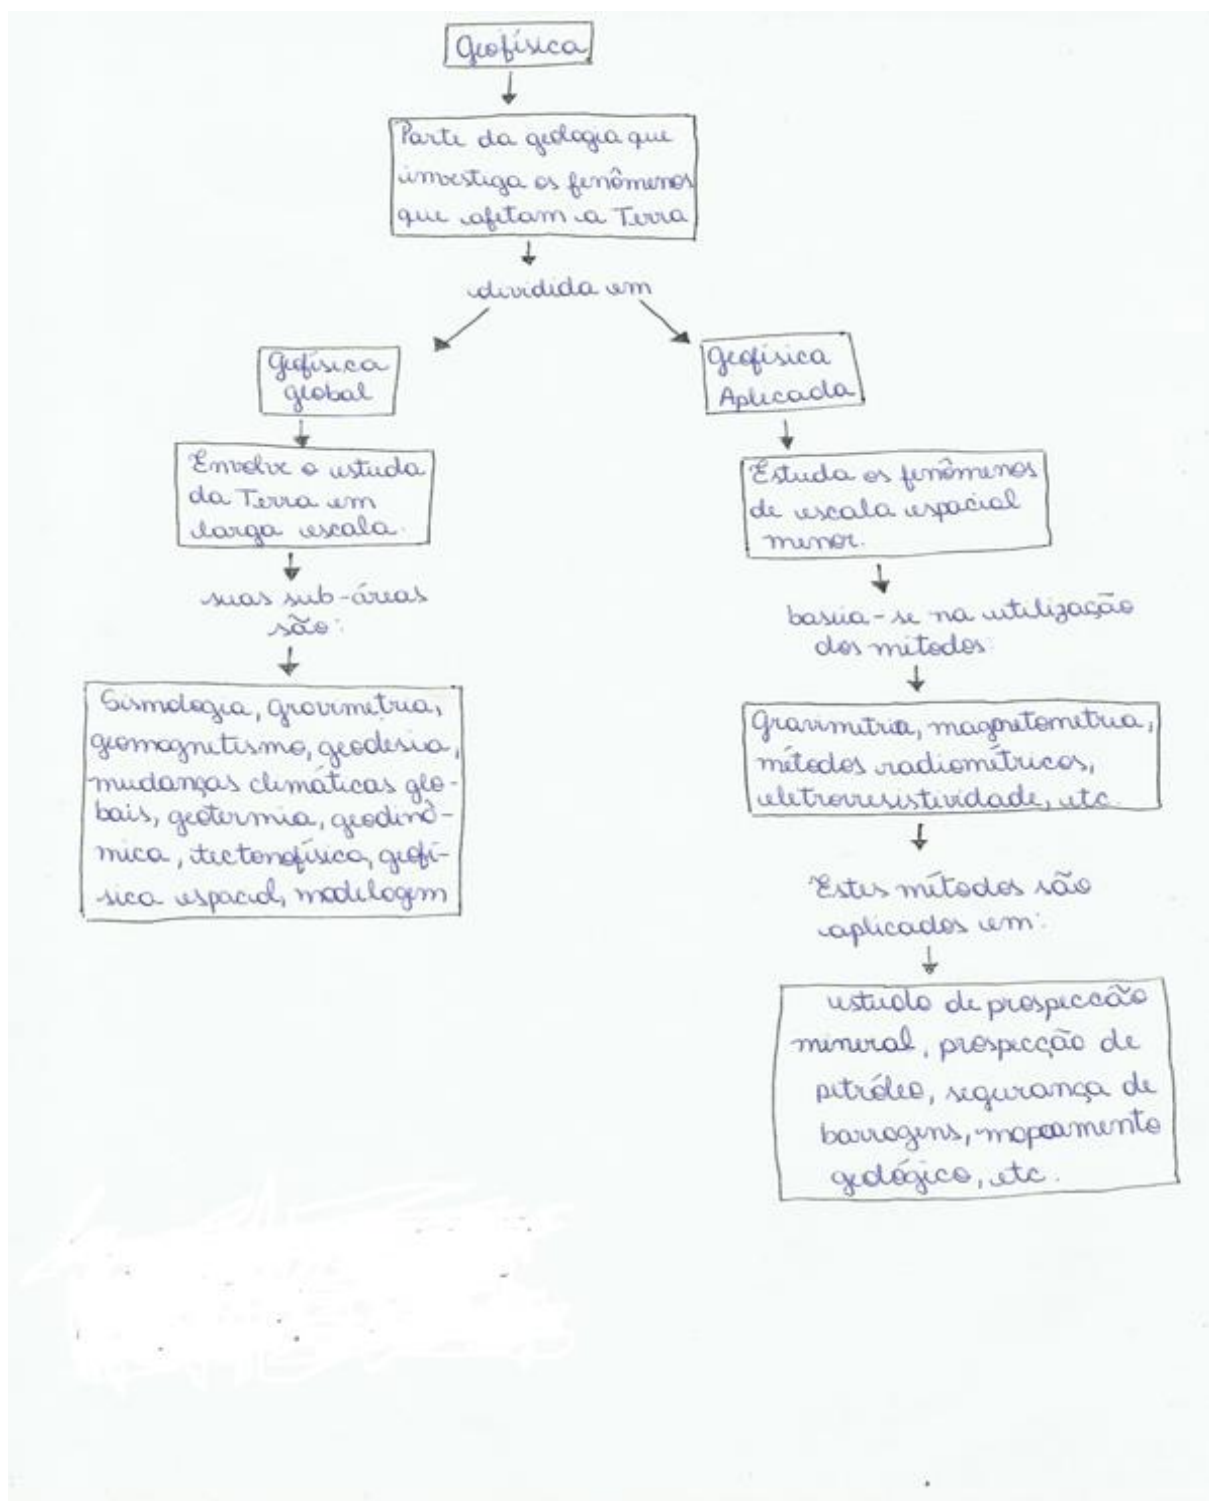 Geofísica
Parte da geologia que
investiga os fenômenos
que afetam a Terra
dividida em
Geofísica
global
Envolve o estuda
da Terra em
larga escala.
suas sub-áreas
são:
Sismologia, gravimetria,
geomagnetismo, geodesia,
mudanças climáticas glo-
bais, geotermia, geodinâ-
mica, tectonofísica, geofí-
sica espacial, modelagem
Geofísica
Aplicada
Estuda os fenômenos
de escala espacial
menor.
baseia-se na utilização
dos métodos:
Gravimetria, magnetometria,
métodos radiométricos,
eletrorresistividade, etc.
Estes métodos são
aplicados em:
estudo de prospeccão
mineral, prospecção de
petróleo, segurança de
barragens, mapeamento
geológico, etc.